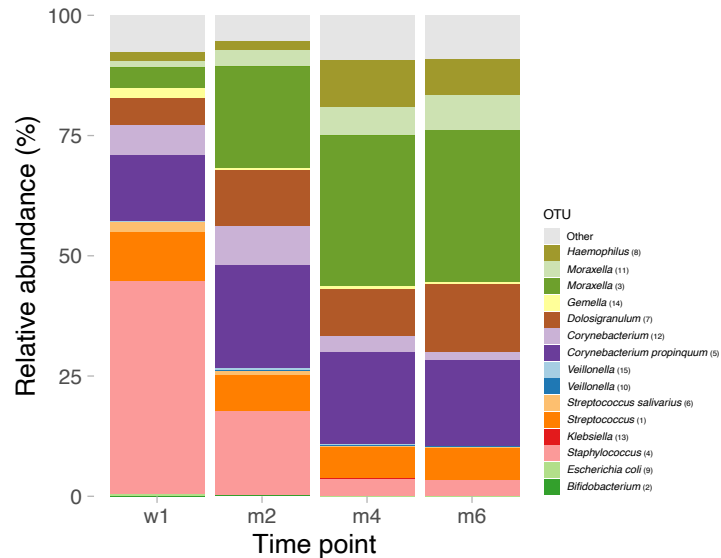 100
75
50
25
0
Relative abundance (%)
w1 m2 m4 m6
Time point
OTU
Other
Haemophilus (8)
Moraxella (11)
Moraxella (3)
Gemella (14)
Dolosigranulum (7)
Corynebacterium (12)
Corynebacterium propinquum (5)
Veillonella (15)
Veillonella (10)
Streptococcus salivarius (6)
Streptococcus (1)
Klebsiella (13)
Staphylococcus (4)
Escherichia coli (9)
Bifidobacterium (2)